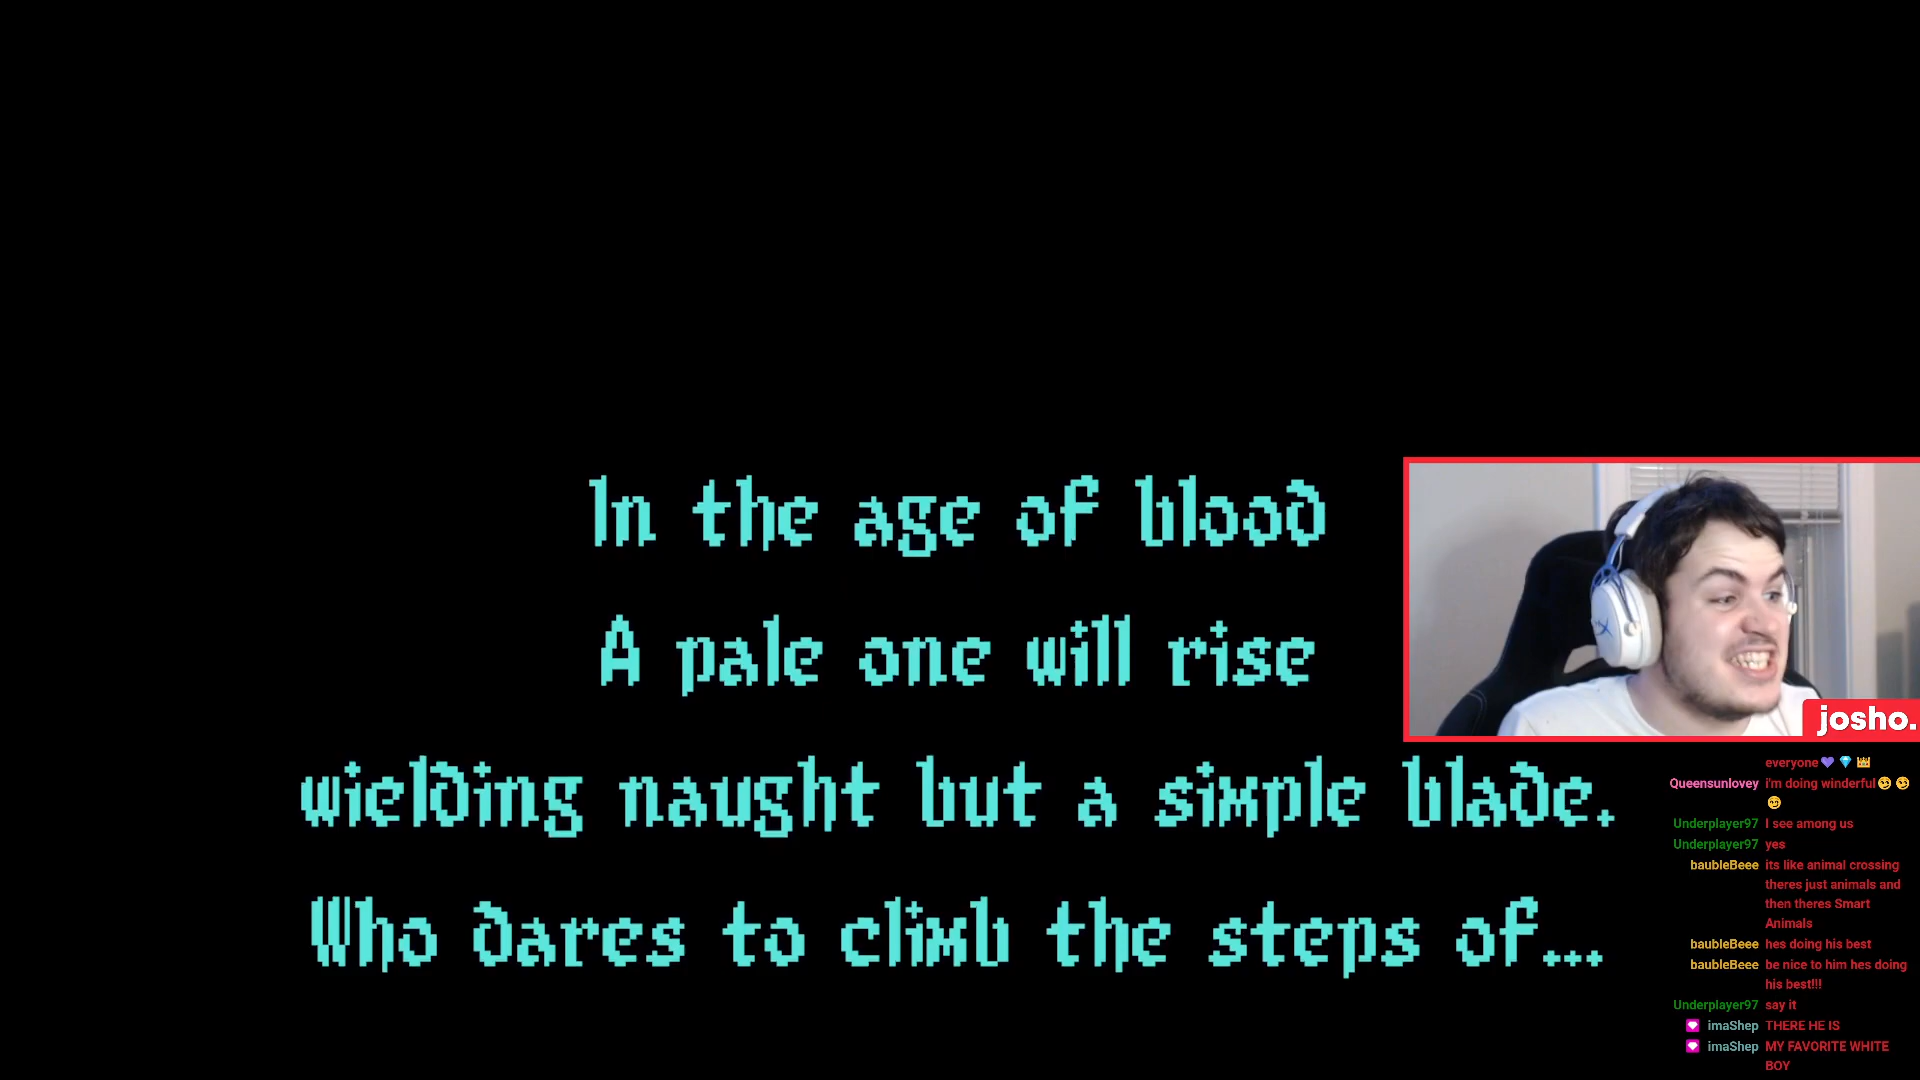 In the age of blood
A pale one will rise
wielding naught but a simple blade.
Who dares to climb the steps of...
josho.
everyone💜 💎 👑
Queensunlovey i'm doing winderful😏 😏
😏
Underplayer97 I see among us
Underplayer97 yes
baubleBeee its like animal crossing
theres just animals and
then theres Smart
Animals
baubleBeee hes doing his best
baubleBeee be nice to him hes doing
his best!!!
Underplayer97 say it
imaShep THERE HE IS
imaShep MY FAVORITE WHITE
BOY